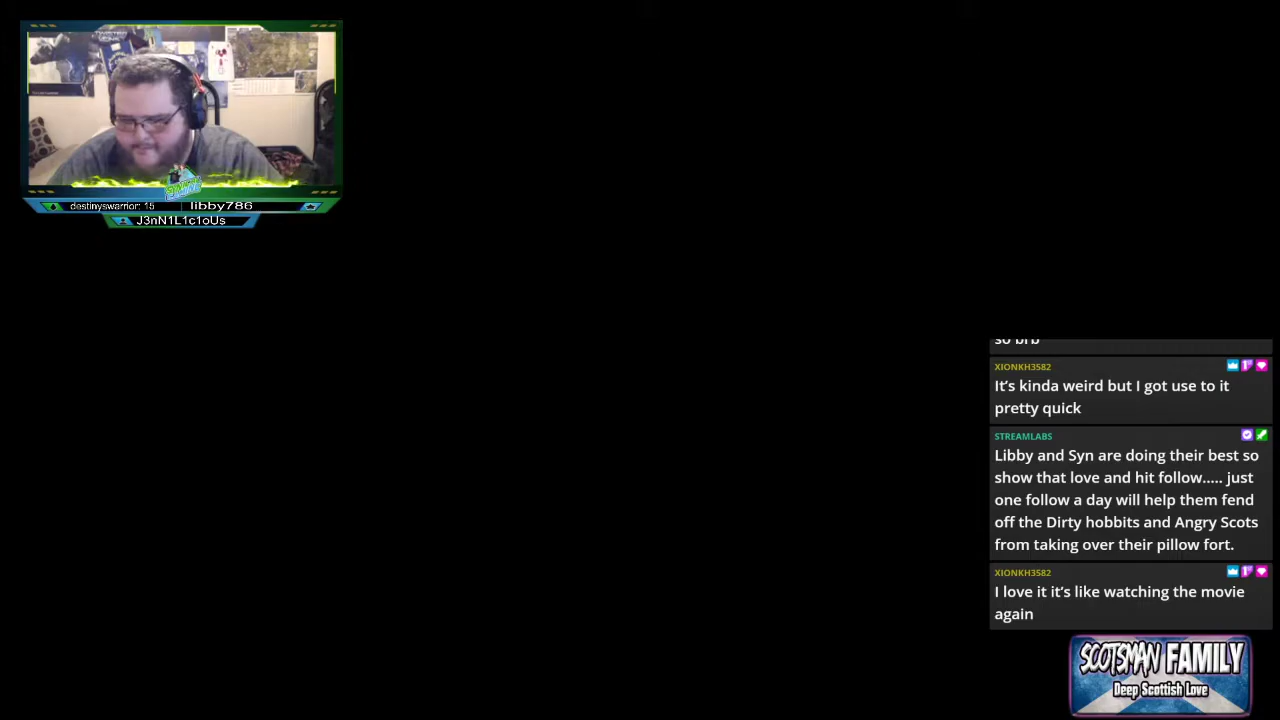 destinyswarrior: 15
libby786
J3nN1L1c1oUs
so brb
XIONKH3582
It's kinda weird but I got use to it
pretty quick
STREAMLABS
Libby and Syn are doing their best so
show that love and hit follow..... just
one follow a day will help them fend
off the Dirty hobbits and Angry Scots
from taking over their pillow fort.
XIONKH3582
I love it it's like watching the movie
again
SCOTSMAN FAMILY
Deep Scottish Love